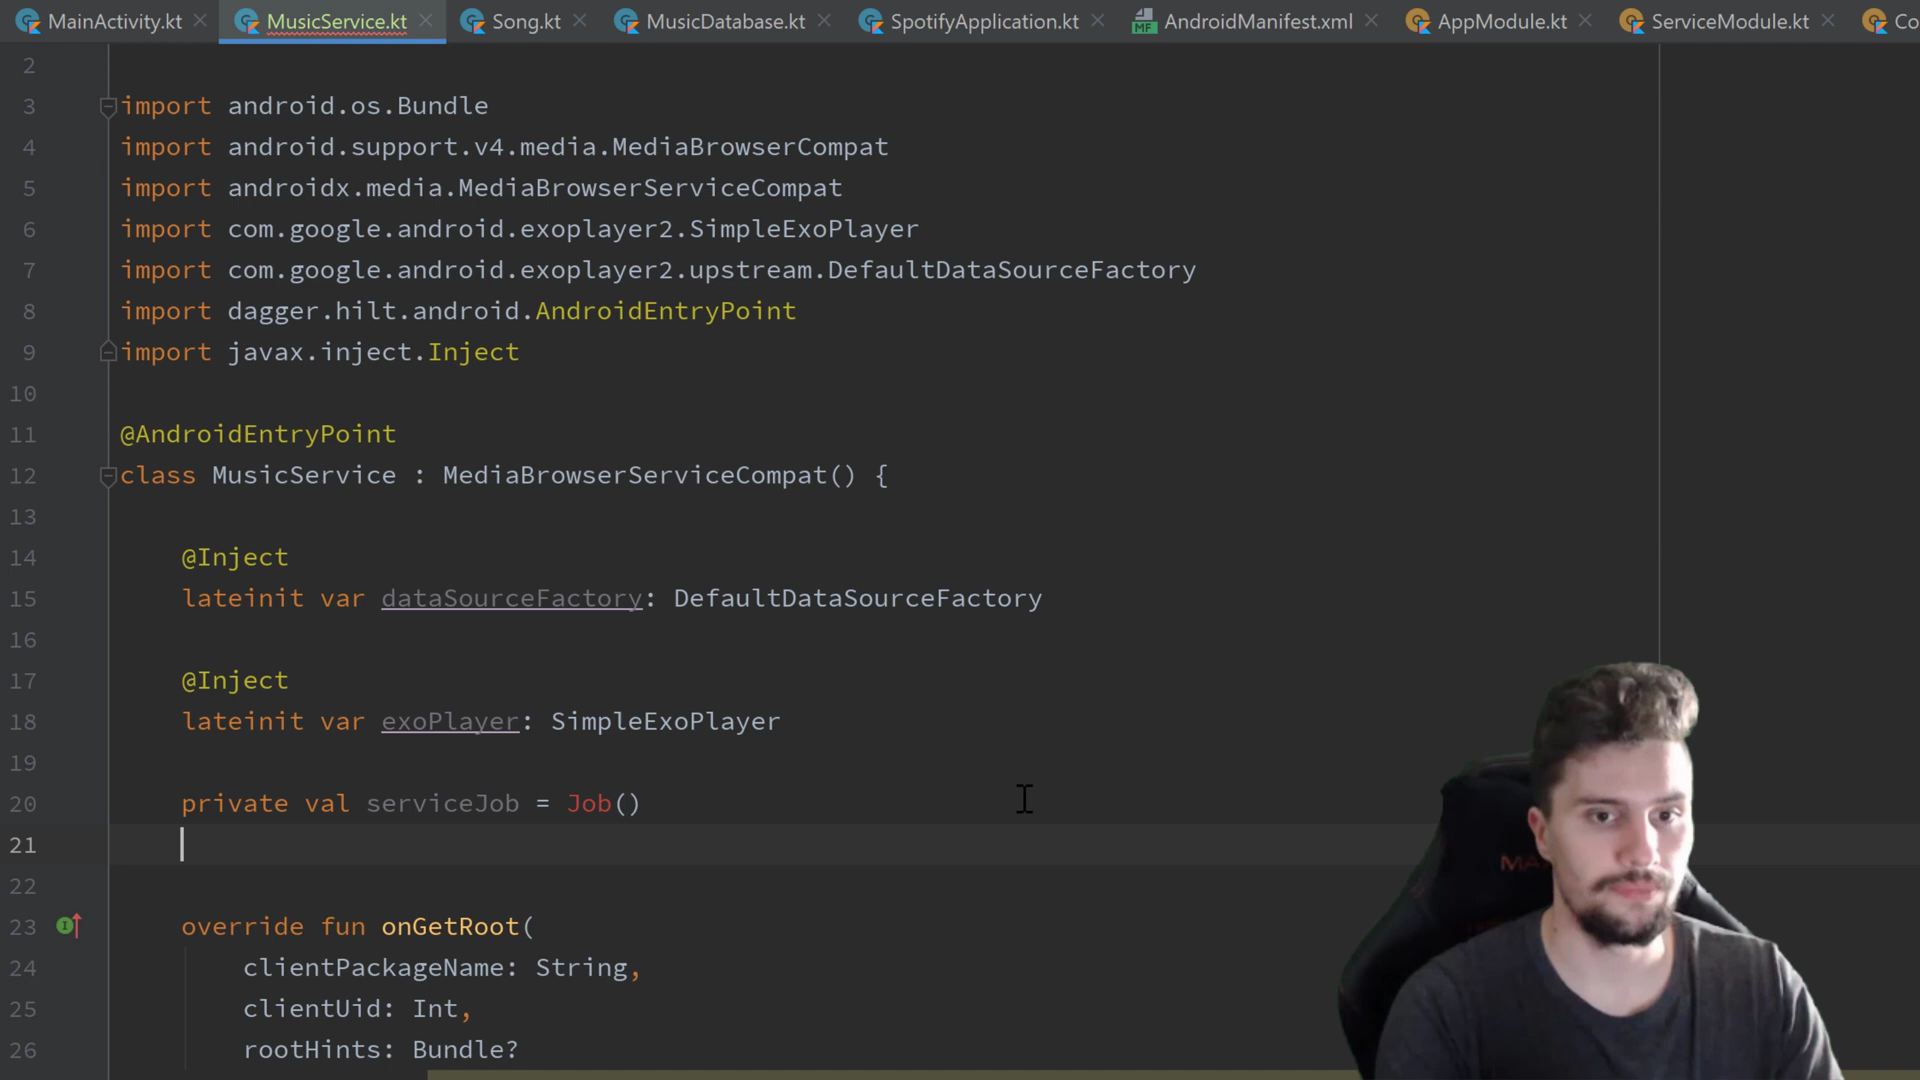 MainActivity.kt MusicService.kt Song.kt MusicDatabase.kt SpotifyApplication.kt AndroidManifest.xml AppModule.kt ServiceModule.kt Co
2
3 import android.os.Bundle
4 import android.support.v4.media.MediaBrowserCompat
5 import androidx.media.MediaBrowserServiceCompat
6 import com.google.android.exoplayer2.SimpleExoPlayer
7 import com.google.android.exoplayer2.upstream.DefaultDataSourceFactory
8 import dagger.hilt.android.AndroidEntryPoint
9 import javax.inject.Inject
10
11 @AndroidEntryPoint
12 class MusicService : MediaBrowserServiceCompat() {
13
14 @Inject
15 lateinit var dataSourceFactory: DefaultDataSourceFactory
16
17 @Inject
18 lateinit var exoPlayer: SimpleExoPlayer
19
20 private val serviceJob = Job()
21
22
23 override fun onGetRoot(
24 clientPackageName: String,
25 clientUid: Int,
26 rootHints: Bundle?